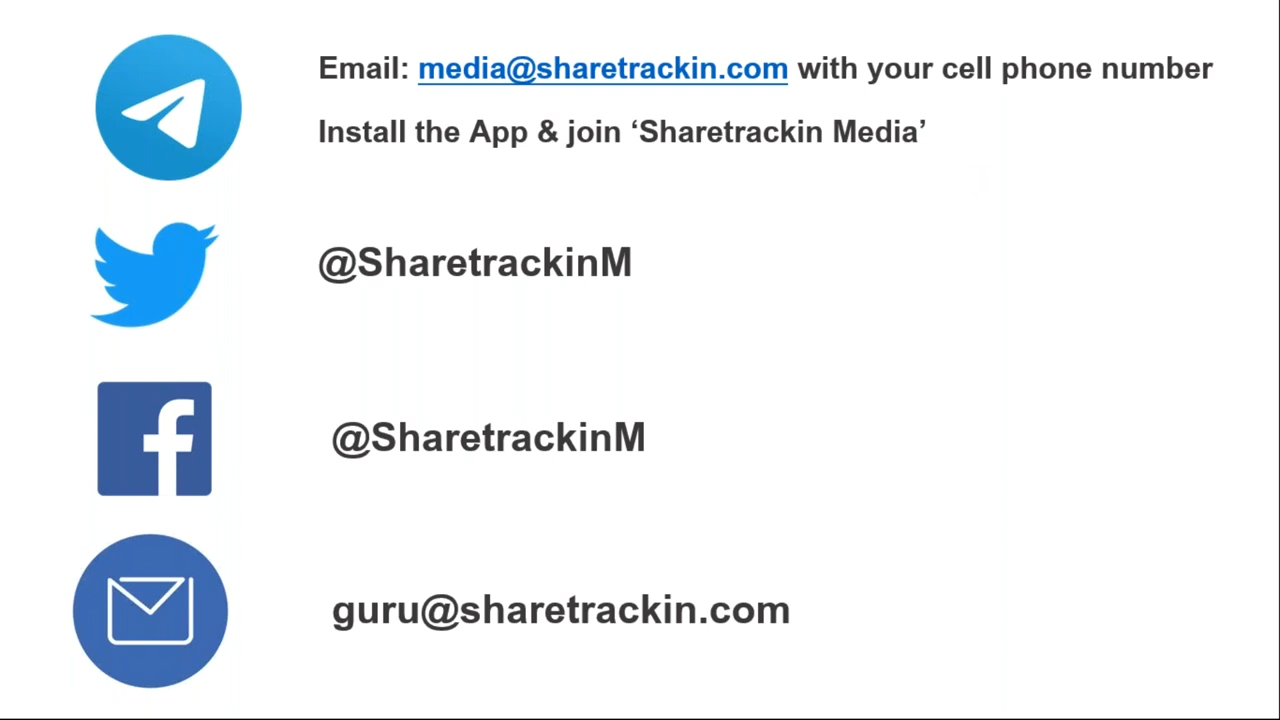 Email: media@sharetrackin.com with your cell phone number
Install the App & join ‘Sharetrackin Media’
@SharetrackinM
@SharetrackinM
guru@sharetrackin.com